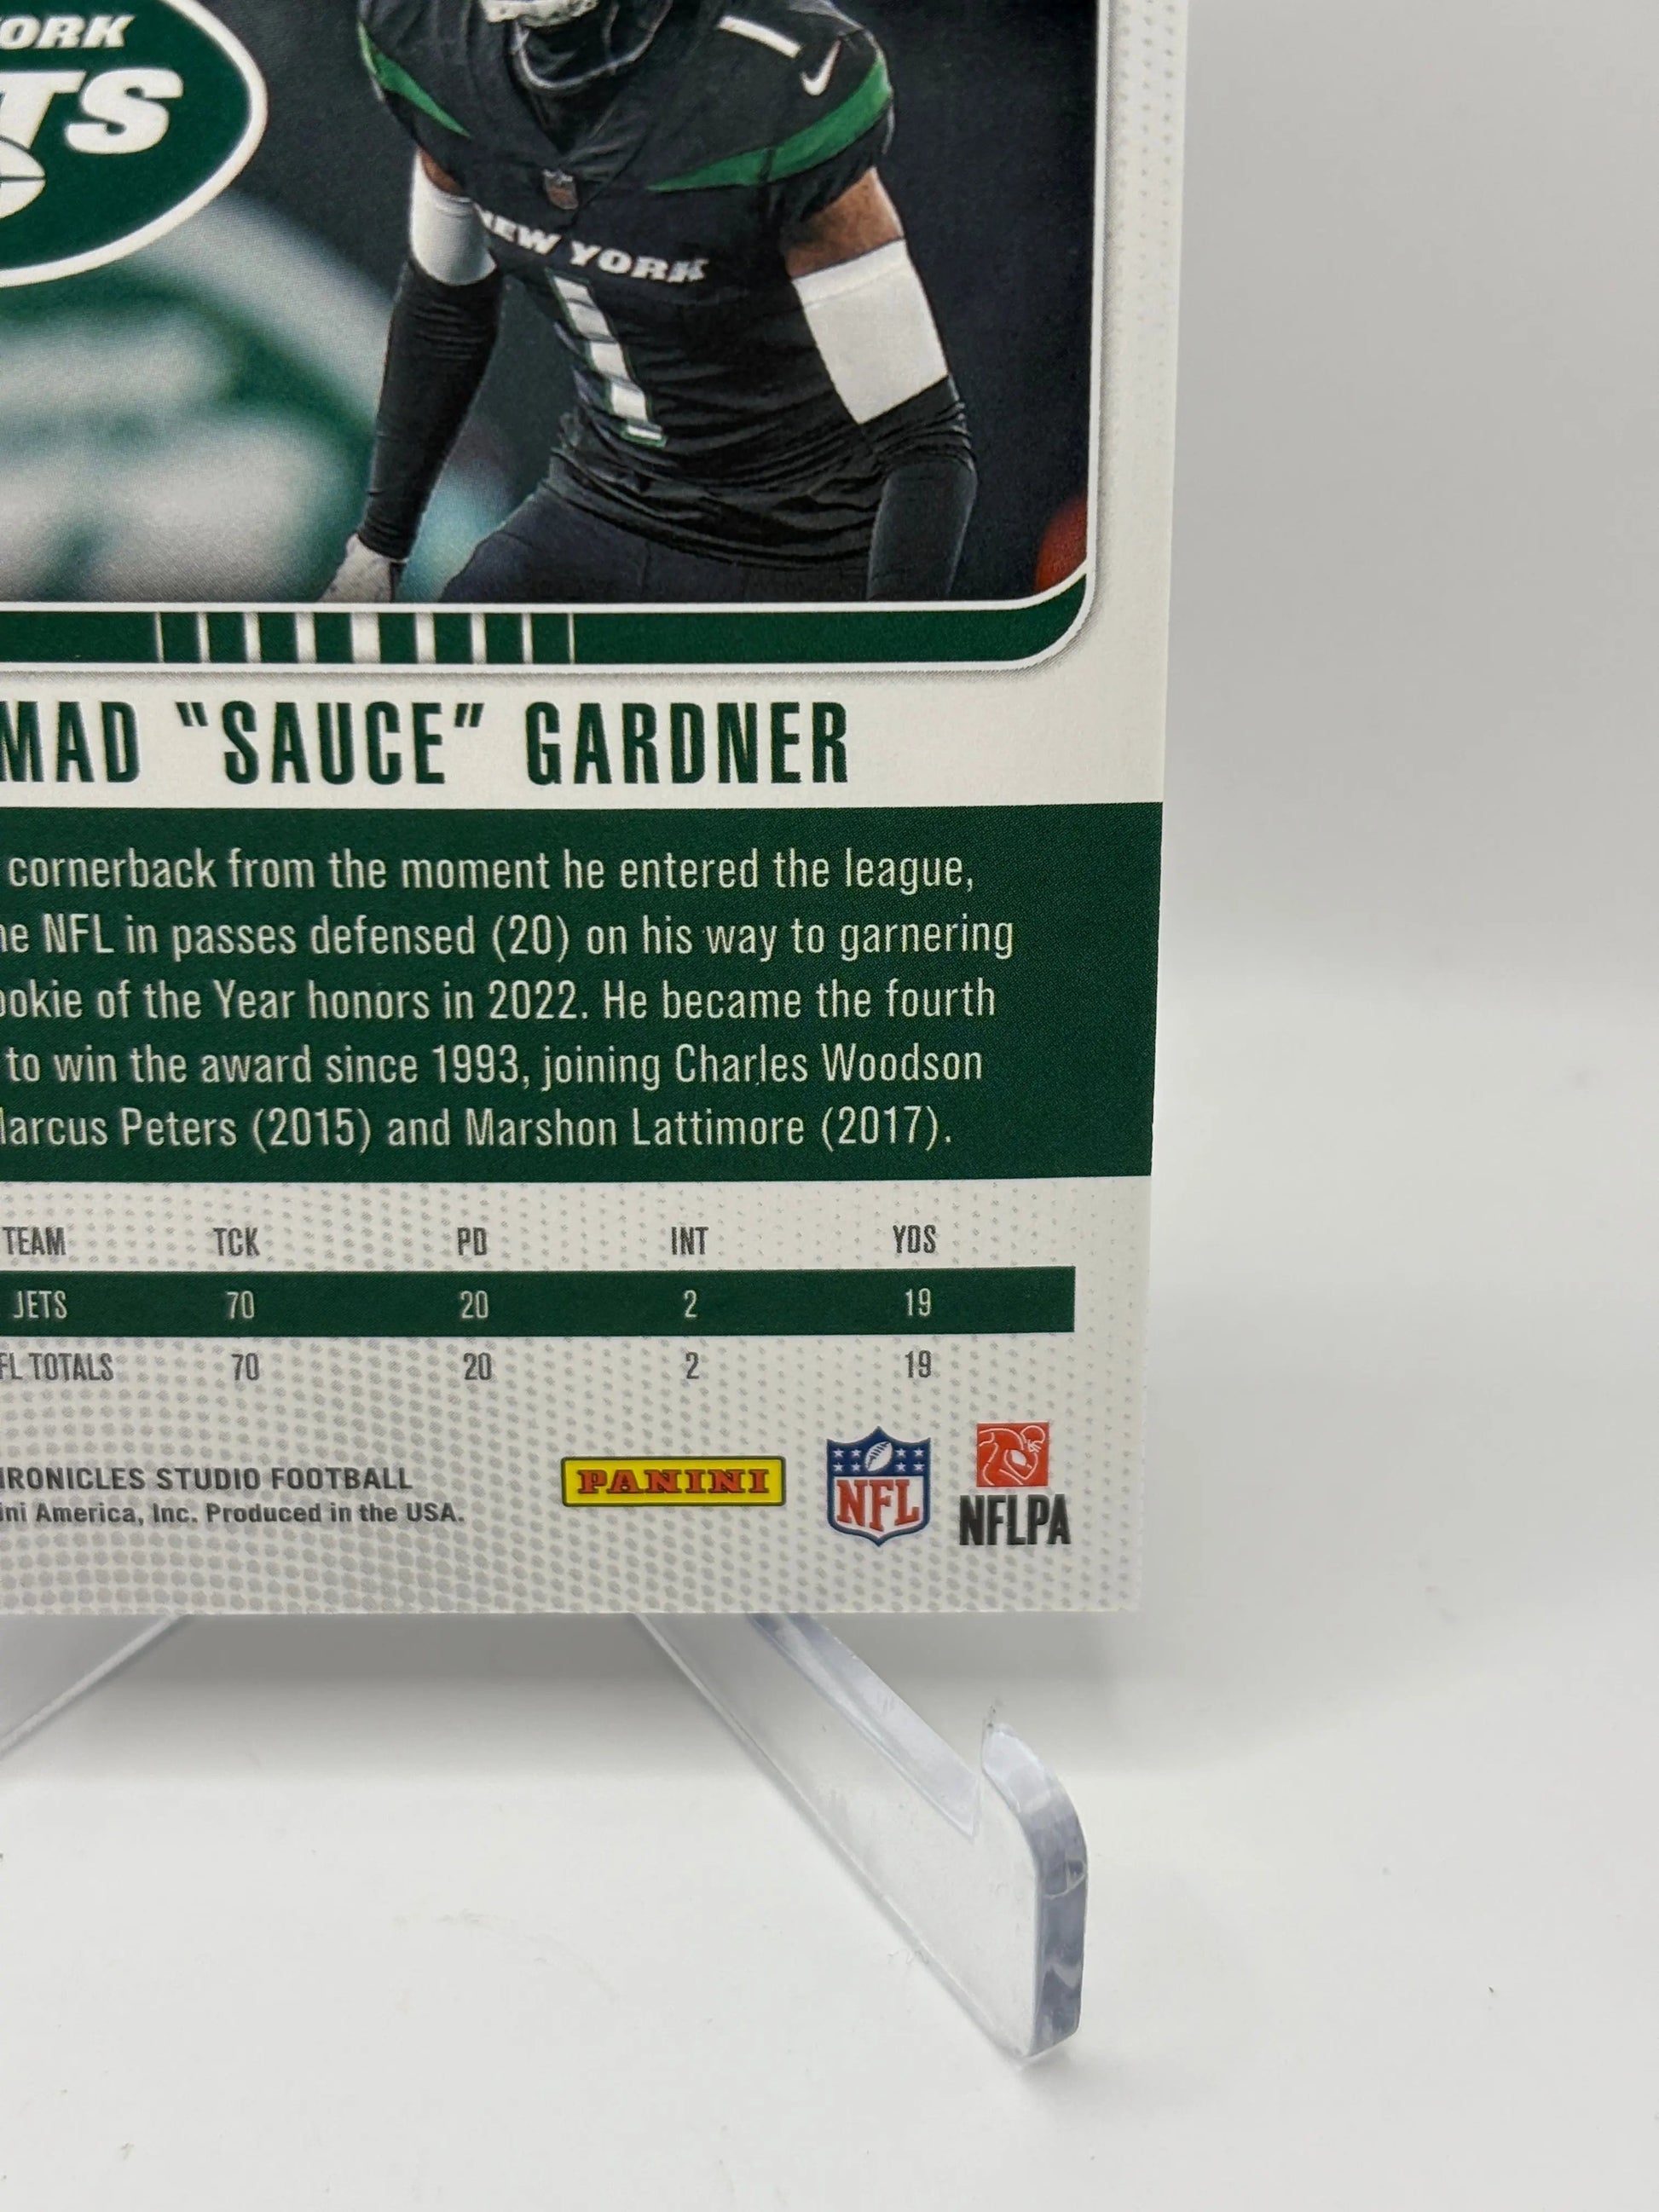 ORK
TS
1
NEW YORK
1
MAD "SAUCE" GARDNER
cornerback from the moment he entered the league,
he NFL in passes defensed (20) on his way to garnering
ookie of the Year honors in 2022. He became the fourth
to win the award since 1993, joining Charles Woodson
Marcus Peters (2015) and Marshon Lattimore (2017).
TEAM TCK PD INT YDS
JETS 70 20 2 19
FL TOTALS 70 20 2 19
HRONICLES STUDIO FOOTBALL
ini America, Inc. Produced in the USA.
PANINI
NFL
NFLPA